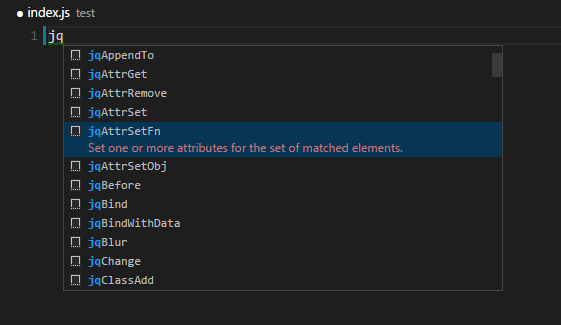 ● index.js test
1 jq
jqAppendTo
jqAttrGet
jqAttrRemove
jqAttrSet
jqAttrSetFn
Set one or more attributes for the set of matched elements.
jqAttrSetObj
jqBefore
jqBind
jqBindWithData
jqBlur
jqChange
jqClassAdd